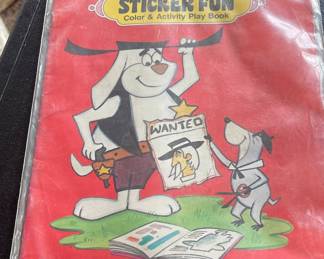 STICKER FUN
Color & Activity Play Book
WANTED